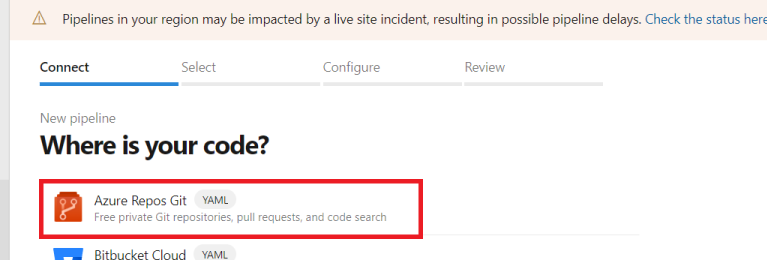 Pipelines in your region may be impacted by a live site incident, resulting in possible pipeline delays. Check the status here
Connect Select Configure Review
New pipeline
Where is your code?
Azure Repos Git YAML
Free private Git repositories, pull requests, and code search
Bitbucket Cloud YAML